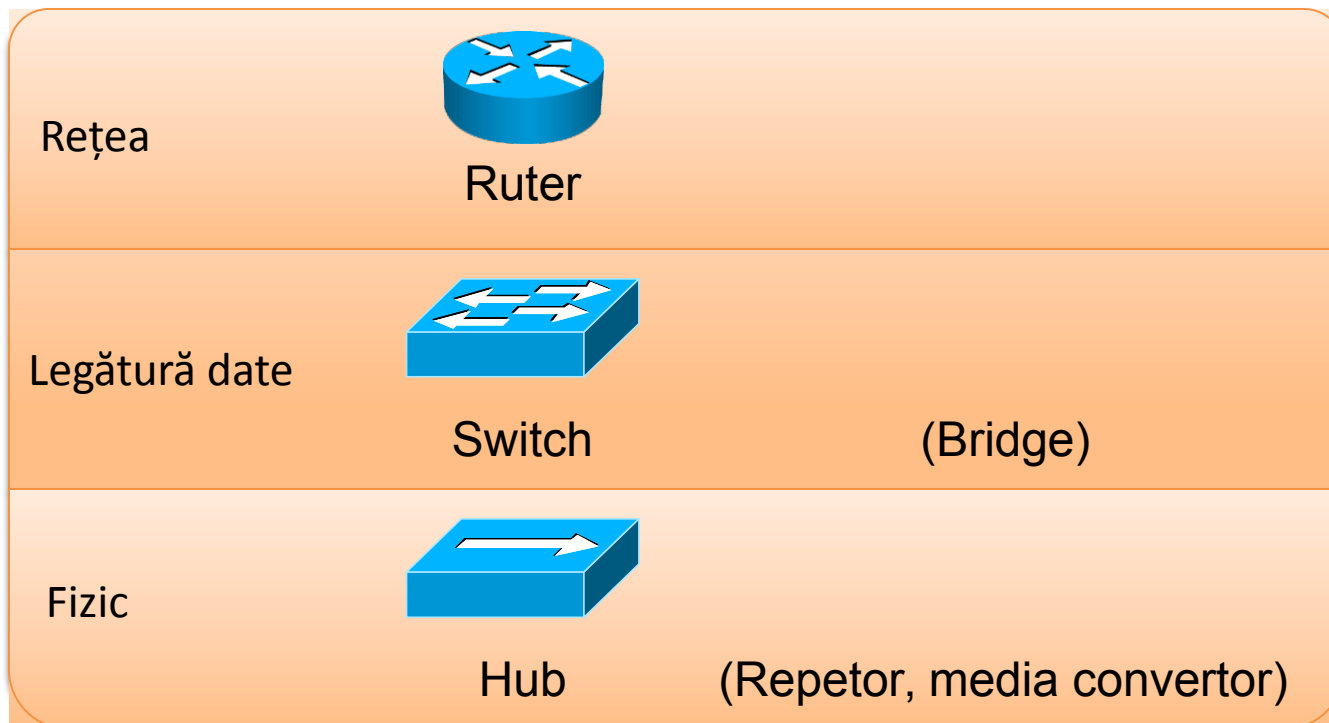 Rețea
Ruter
Legătură date
Switch (Bridge)
Fizic
Hub (Repetor, media convertor)